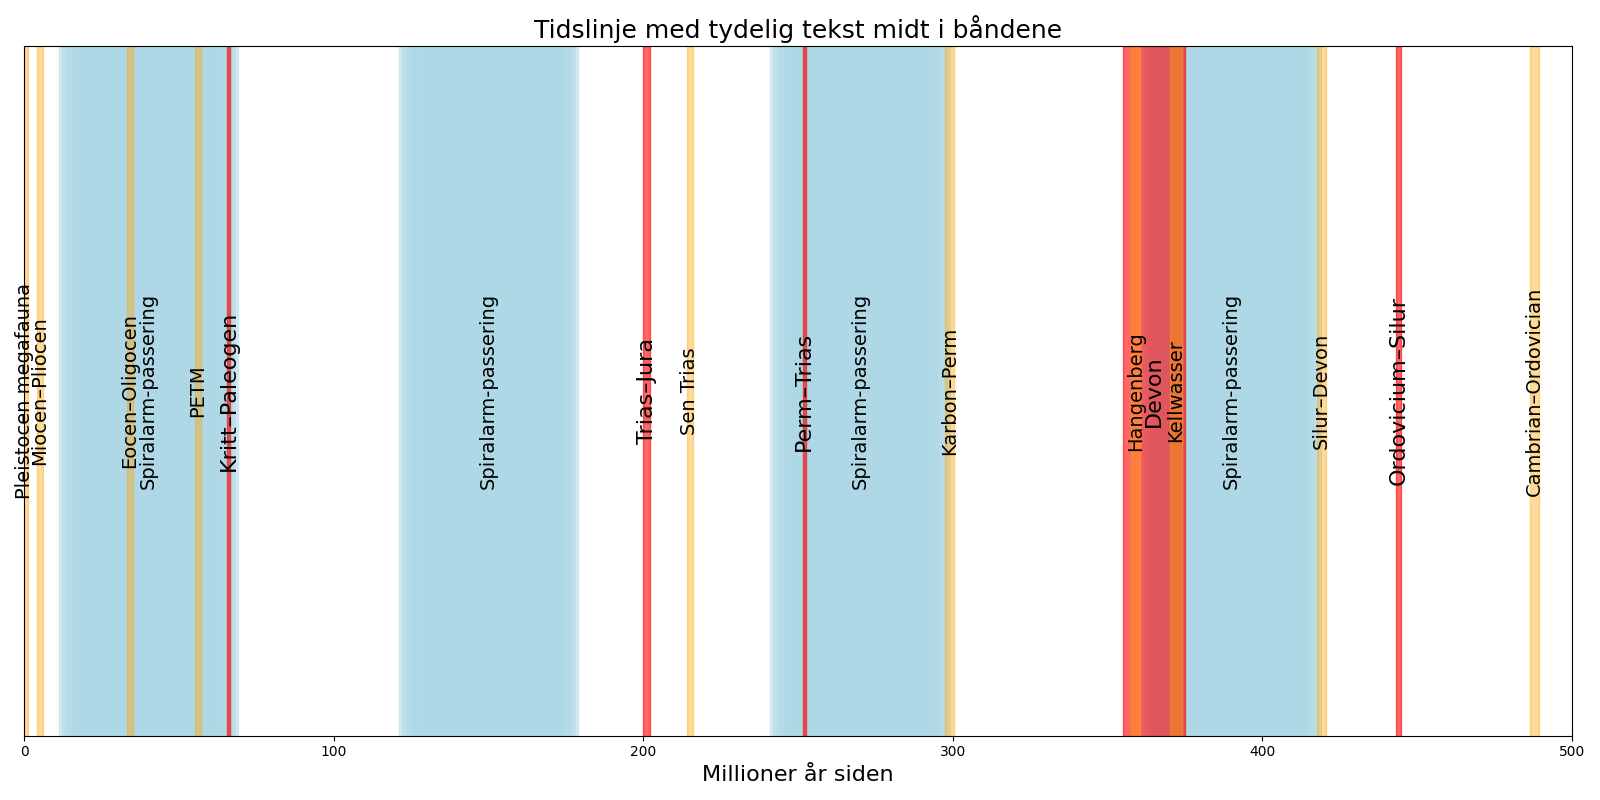 Tidslinje med tydelig tekst midt i båndene
Pleistocen megafauna
Miocen–Pliocen
Eocen–Oligocen
Spiralarm-passering
PETM
Kritt–Paleogen
Spiralarm-passering
Trias–Jura
Sen Trias
Perm–Trias
Spiralarm-passering
Karbon–Perm
Hangenberg
Devon
Kellwasser
Spiralarm-passering
Silur–Devon
Ordovicium–Silur
Cambrian–Ordovician
0
100
200
300
400
500
Millioner år siden